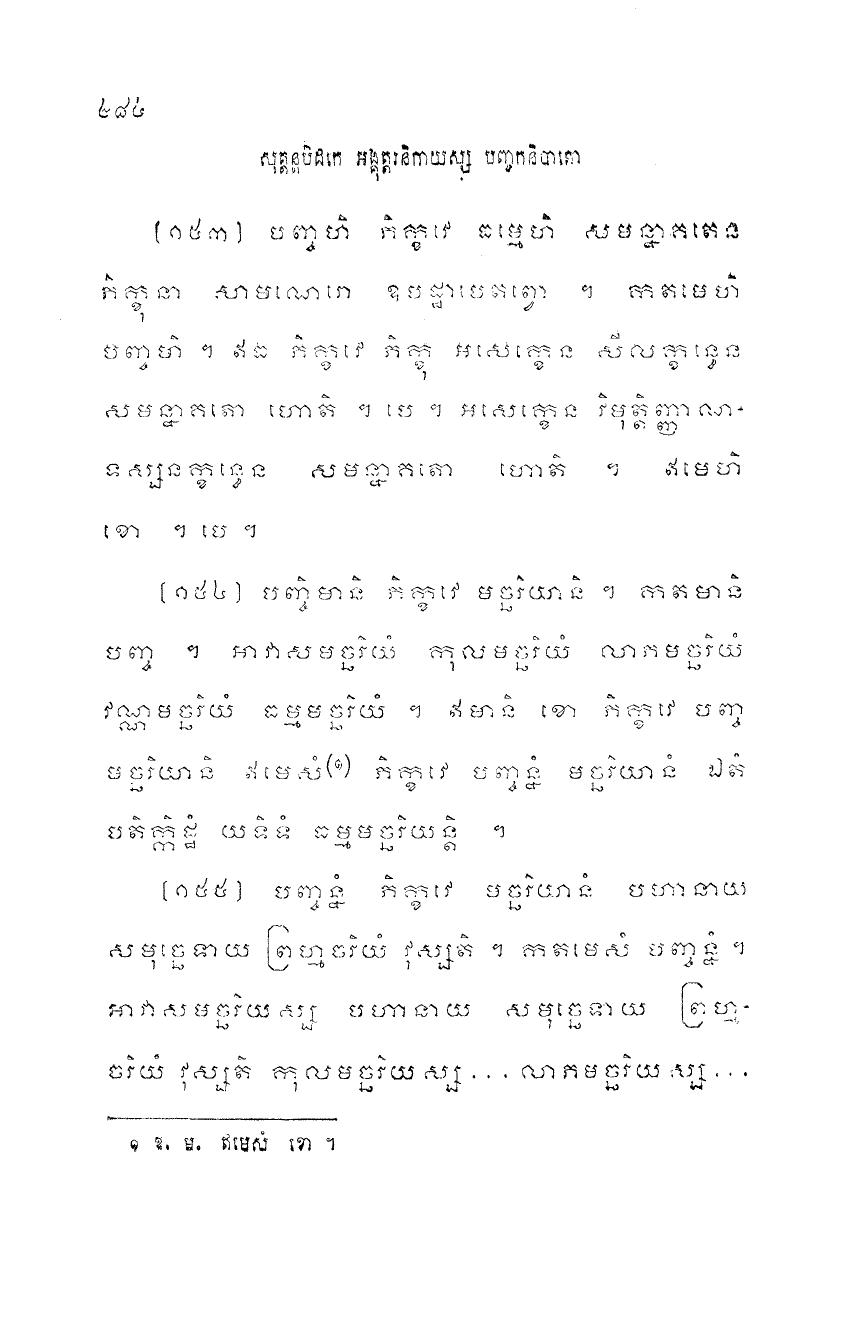 ៤៨៤
សុត្តន្តបិដកេ អង្គុត្តរនិកាយស្ស បញ្ចកនិបាតោ
[១៥៣] បញ្ចហិ ភិក្ខវេ ធម្មេហិ សមន្នាគតេន
ភិក្ខុនា សាមណេរោ ឧបដ្ឋាបេតព្វោ ។ កតមេហិ
បញ្ចហិ ។ ឥធ ភិក្ខវេ ភិក្ខុ អសេក្ខេន សីលក្ខន្ធេន
សមន្នាគតោ ហោតិ ។ បេ ។ អសេក្ខេន វិមុត្តិញ្ញាណ-
ទស្សនក្ខន្ធេន សមន្នាគតោ ហោតិ ។ ឥមេហិ
ខោ ។ បេ ។
[១៥៤] បញ្ចិមានិ ភិក្ខវេ មច្ឆរិយានិ ។ កតមានិ
បញ្ច ។ អាវាសមច្ឆរិយំ កុលមច្ឆរិយំ លាភមច្ឆរិយំ
វណ្ណមច្ឆរិយំ ធម្មមច្ឆរិយំ ។ ឥមានិ ខោ ភិក្ខវេ បញ្ច
មច្ឆរិយានិ ឥមេសំ(១) ភិក្ខវេ បញ្ចន្នំ មច្ឆរិយានំ ឯតំ
បតិក្កិដ្ឋំ យទិទំ ធម្មមច្ឆរិយន្តិ ។
[១៥៥] បញ្ចន្នំ ភិក្ខវេ មច្ឆរិយានំ បហានាយ
សមុច្ឆេទាយ ព្រហ្មចរិយំ វុស្សតិ ។ កតមេសំ បញ្ចន្នំ ។
អាវាសមច្ឆរិយស្ស បហានាយ សមុច្ឆេទាយ ព្រហ្ម-
ចរិយំ វុស្សតិ កុលមច្ឆរិយស្ស... លាភមច្ឆរិយស្ស...
១ ឱ. ម. ឥមេសំ ខោ ។